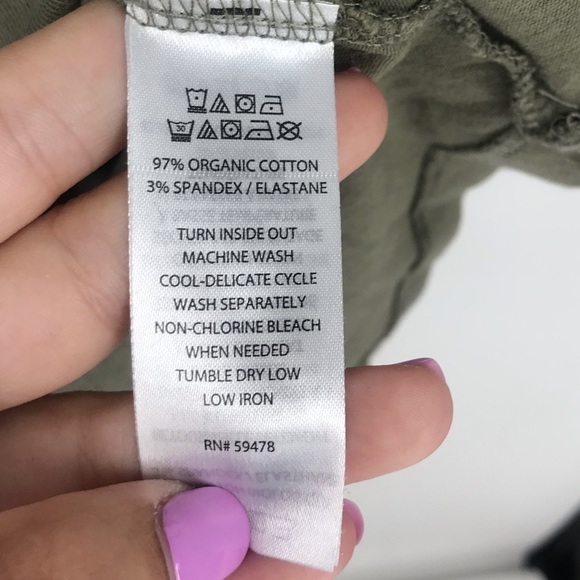 30
97% ORGANIC COTTON
3% SPANDEX / ELASTANE
TURN INSIDE OUT
MACHINE WASH
COOL-DELICATE CYCLE
WASH SEPARATELY
NON-CHLORINE BLEACH
WHEN NEEDED
TUMBLE DRY LOW
LOW IRON
RN# 59478